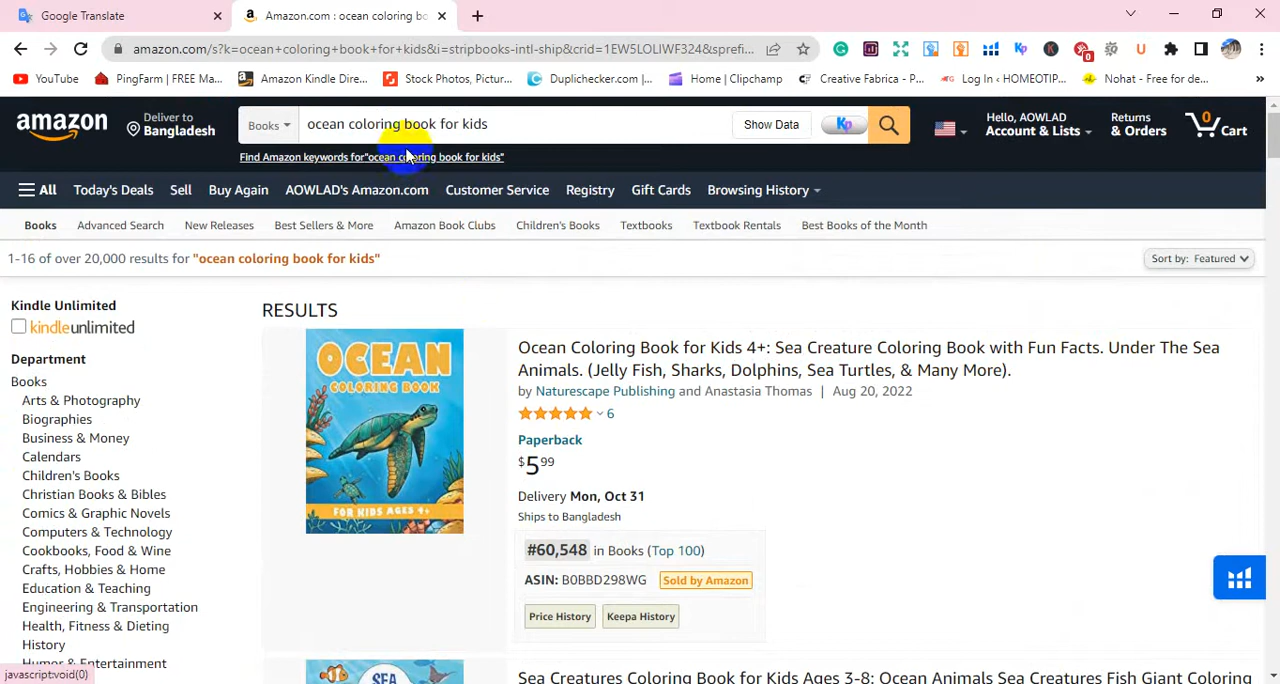 Google Translate
Amazon.com : ocean coloring bo
amazon.com/s?k=ocean+coloring+book+for+kids&i=stripbooks-intl-ship&crid=1EW5LOLIWF324&sprefi...
YouTube
PingFarm | FREE Ma...
Amazon Kindle Dire...
Stock Photos, Pictur...
Duplichecker.com |...
Home | Clipchamp
Creative Fabrica - P...
Log In ‹ HOMEOTIP...
Nohat - Free for de...
amazon
Deliver to
Bangladesh
Books
ocean coloring book for kids
Show Data
Kp
Find Amazon keywords for"ocean coloring book for kids"
Hello, AOWLAD
Account & Lists
Returns
& Orders
0
Cart
All
Today's Deals
Sell
Buy Again
AOWLAD's Amazon.com
Customer Service
Registry
Gift Cards
Browsing History
Books
Advanced Search
New Releases
Best Sellers & More
Amazon Book Clubs
Children's Books
Textbooks
Textbook Rentals
Best Books of the Month
1-16 of over 20,000 results for "ocean coloring book for kids"
Sort by: Featured
Kindle Unlimited
kindleunlimited
Department
Books
Arts & Photography
Biographies
Business & Money
Calendars
Children's Books
Christian Books & Bibles
Comics & Graphic Novels
Computers & Technology
Cookbooks, Food & Wine
Crafts, Hobbies & Home
Education & Teaching
Engineering & Transportation
Health, Fitness & Dieting
History
Humor & Entertainment
javascript:void(0)
RESULTS
OCEAN
COLORING BOOK
FOR KIDS AGES 4+
Ocean Coloring Book for Kids 4+: Sea Creature Coloring Book with Fun Facts. Under The Sea
Animals. (Jelly Fish, Sharks, Dolphins, Sea Turtles, & Many More).
by Naturescape Publishing and Anastasia Thomas | Aug 20, 2022
6
Paperback
$5 99
Delivery Mon, Oct 31
Ships to Bangladesh
#60,548 in Books (Top 100)
ASIN: B0BBD298WG
Sold by Amazon
Price History
Keepa History
SEA
Sea Creatures Coloring Book for Kids Ages 3-8: Ocean Animals Sea Creatures Fish Giant Coloring